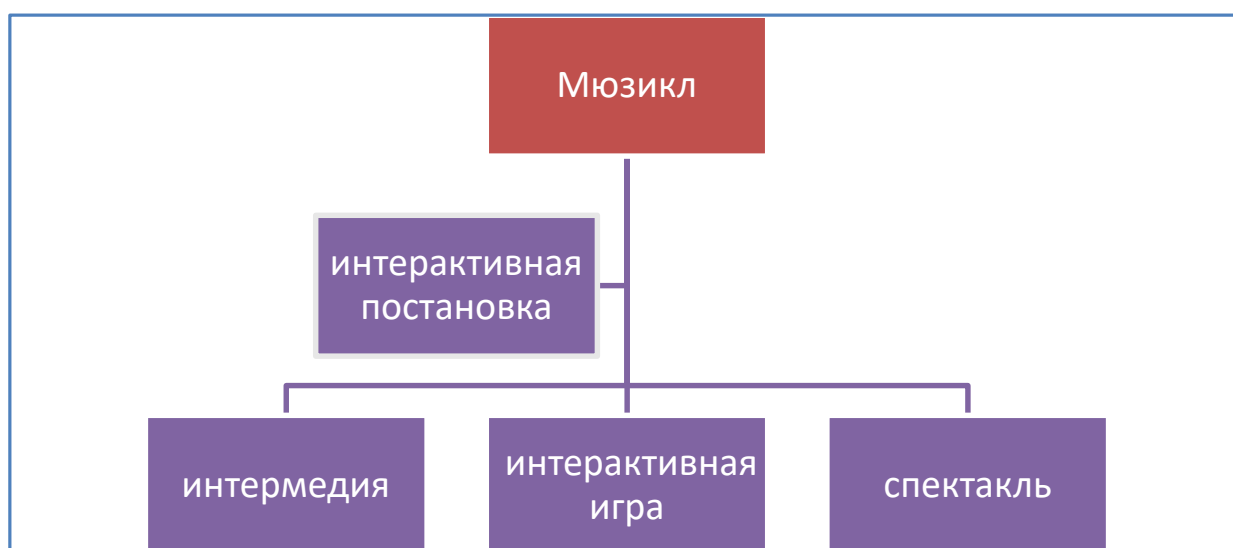 Мюзикл
интерактивная
постановка
интермедия
интерактивная
игра
спектакль